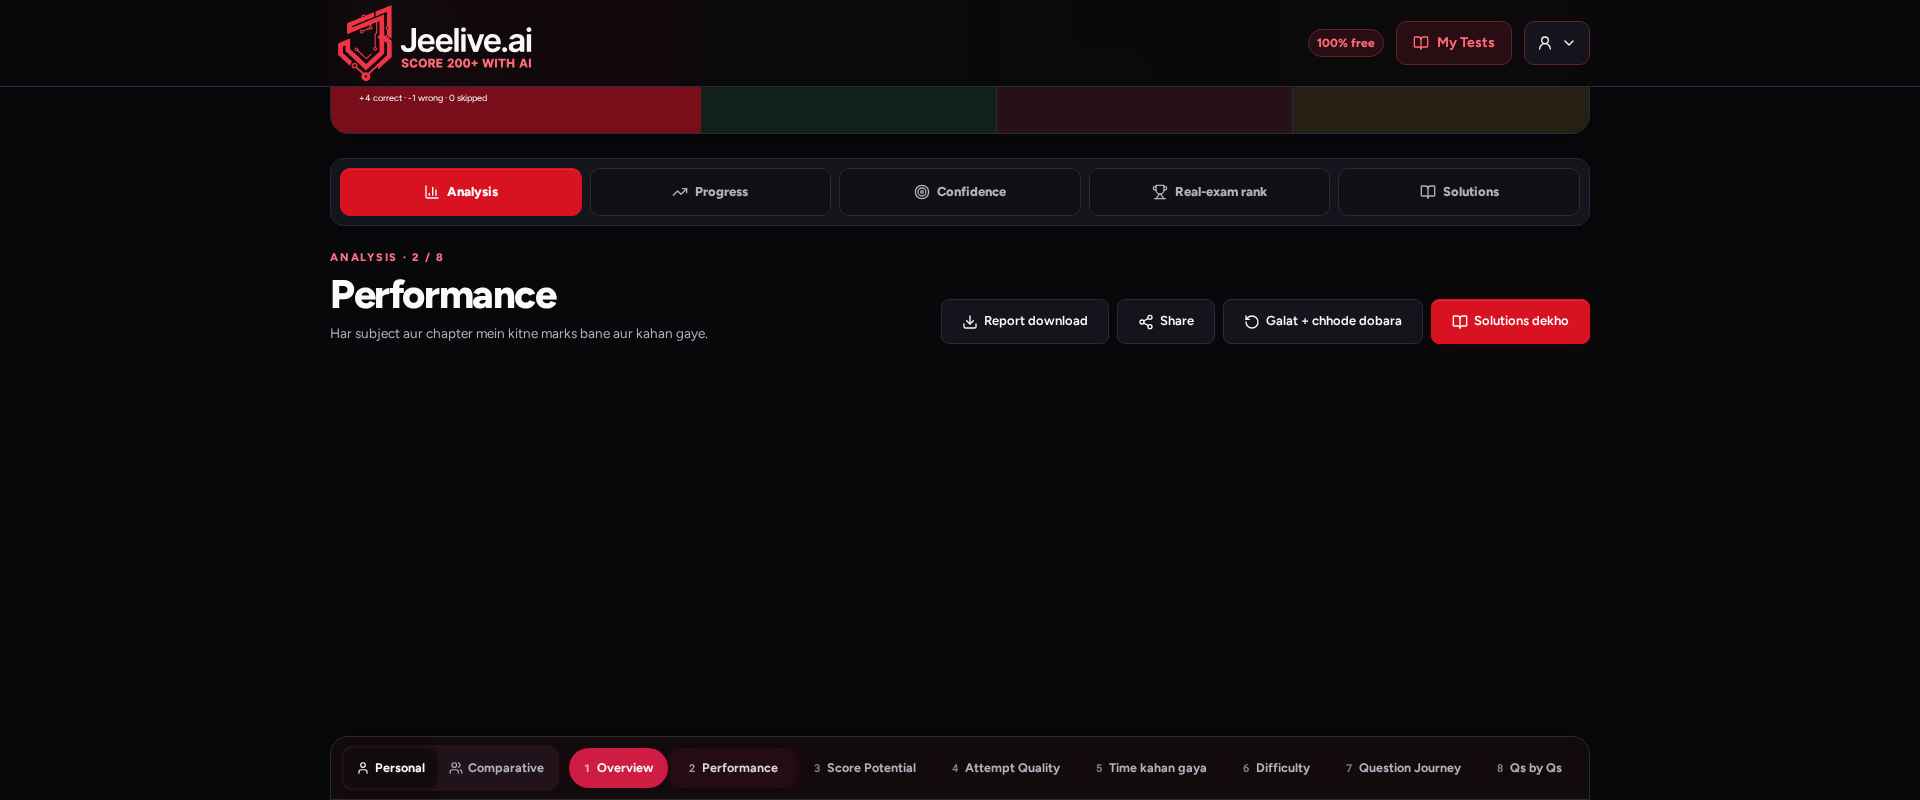 Jeelive.ai
SCORE 200+ WITH AI
100% free
My Tests
+4 correct · -1 wrong · 0 skipped
Analysis
Progress
Confidence
Real-exam rank
Solutions
ANALYSIS · 2 / 8
Performance
Har subject aur chapter mein kitne marks bane aur kahan gaye.
Report download
Share
Galat + chhode dobara
Solutions dekho
Personal
Comparative
1 Overview
2 Performance
3 Score Potential
4 Attempt Quality
5 Time kahan gaya
6 Difficulty
7 Question Journey
8 Qs by Qs